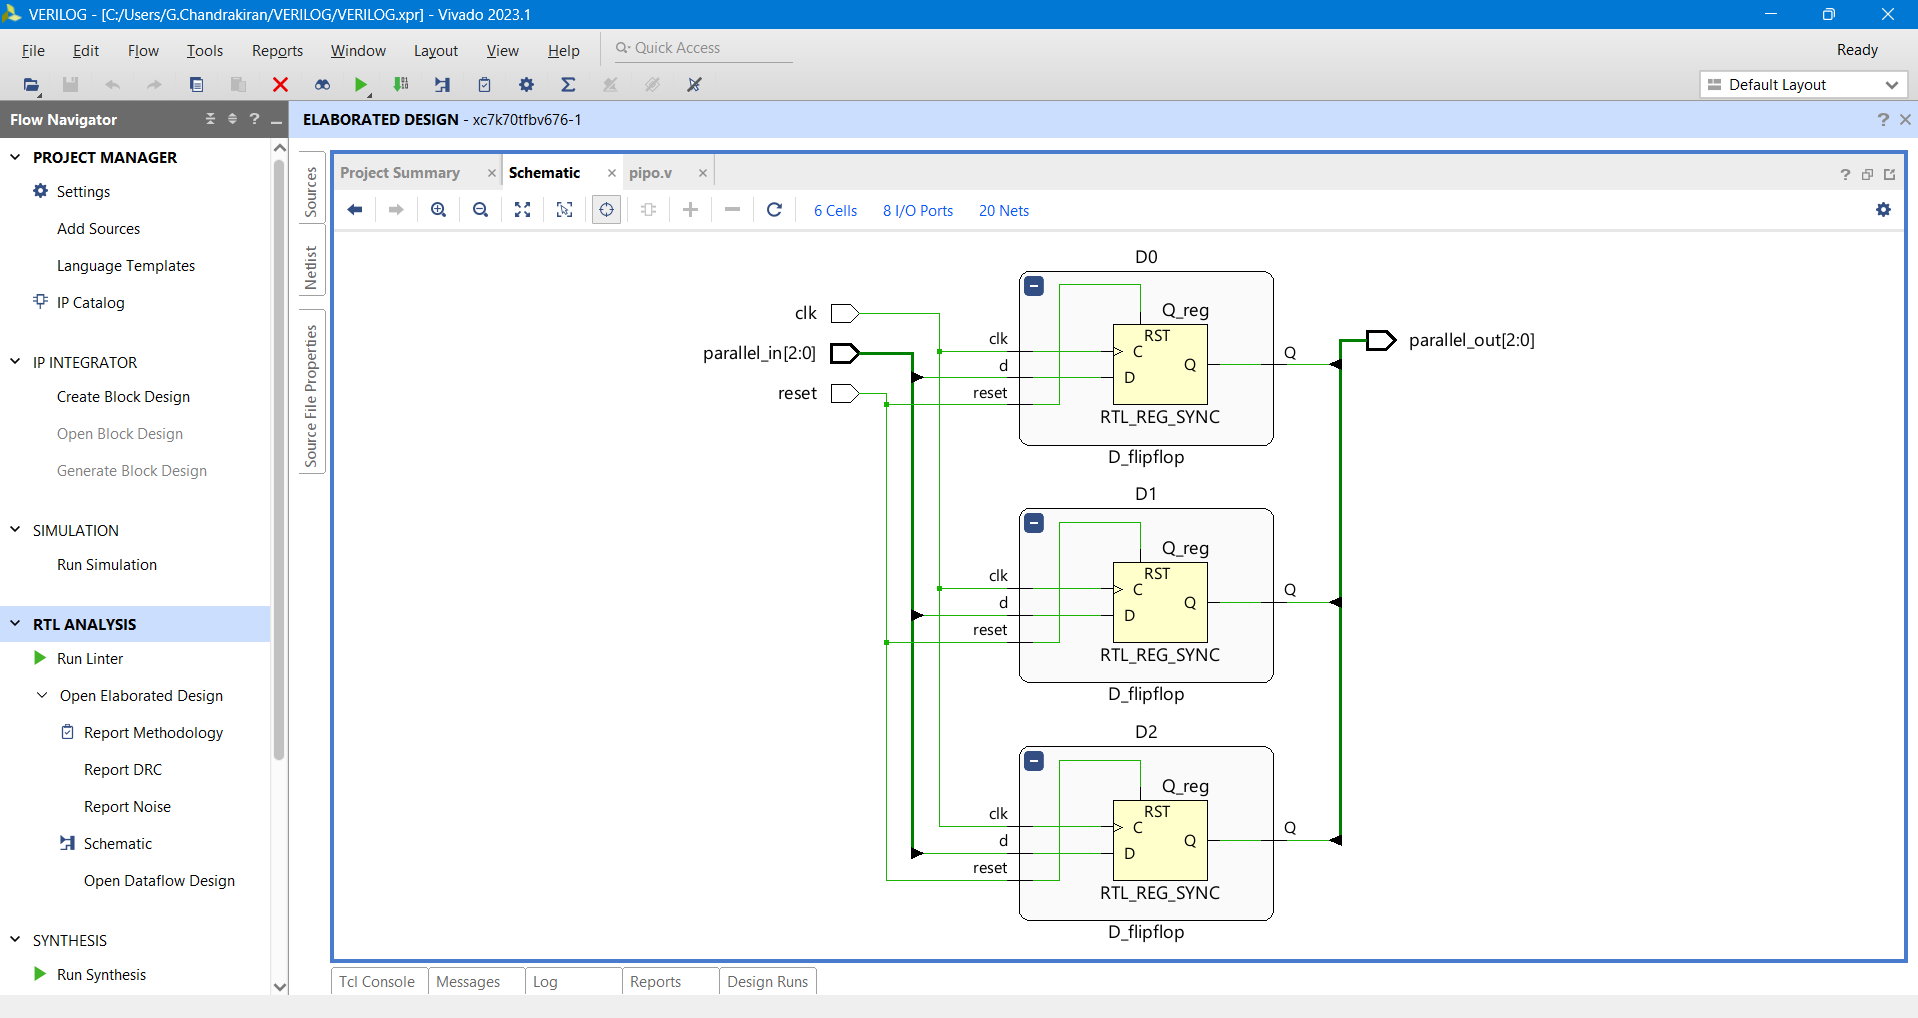 VERILOG - [C:/Users/G.Chandrakiran/VERILOG/VERILOG.xpr] - Vivado 2023.1
File Edit Flow Tools Reports Window Layout View Help Quick Access Ready
Default Layout
Flow Navigator
ELABORATED DESIGN - xc7k70tfbv676-1
PROJECT MANAGER
Settings
Add Sources
Language Templates
IP Catalog
IP INTEGRATOR
Create Block Design
Open Block Design
Generate Block Design
SIMULATION
Run Simulation
RTL ANALYSIS
Run Linter
Open Elaborated Design
Report Methodology
Report DRC
Report Noise
Schematic
Open Dataflow Design
SYNTHESIS
Run Synthesis
Sources
Netlist
Source File Properties
Project Summary Schematic pipo.v
6 Cells 8 I/O Ports 20 Nets
clk
parallel_in[2:0]
reset
D0
clk
d
reset
Q_reg
RST
C
D
Q
RTL_REG_SYNC
Q
D_flipflop
D1
clk
d
reset
Q_reg
RST
C
D
Q
RTL_REG_SYNC
Q
D_flipflop
D2
clk
d
reset
Q_reg
RST
C
D
Q
RTL_REG_SYNC
Q
D_flipflop
parallel_out[2:0]
Tcl Console Messages Log Reports Design Runs